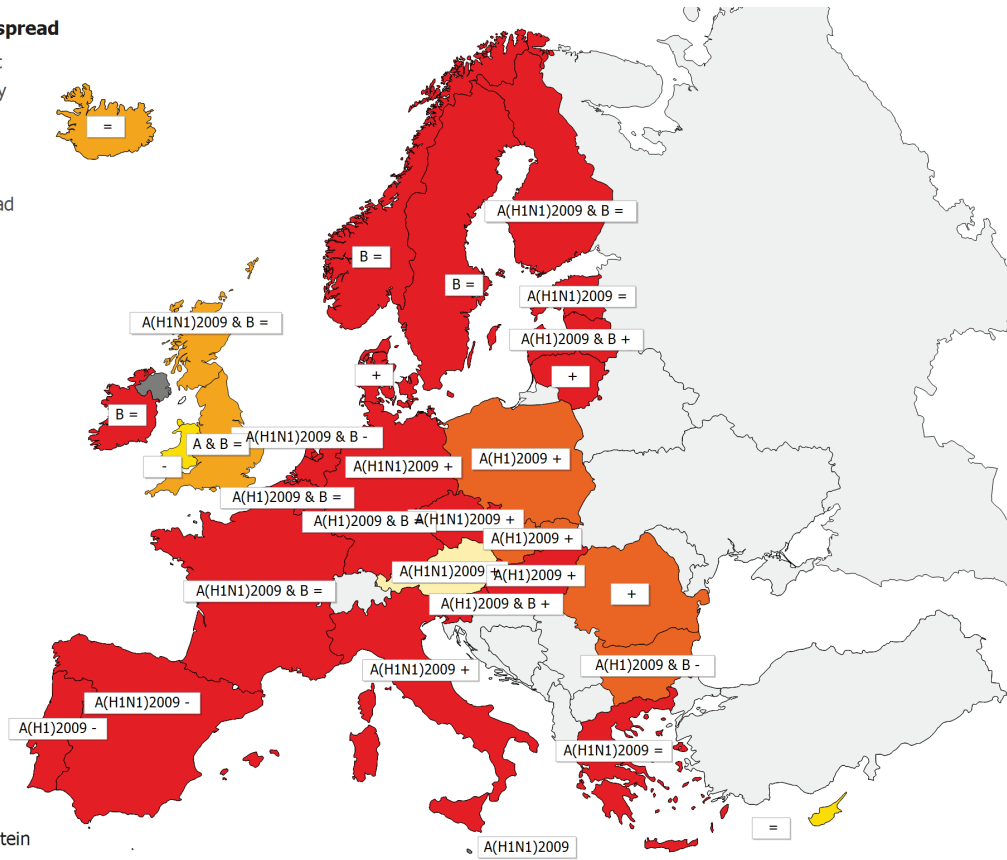 spread
=
ad
A(H1N1)2009 & B =
B =
B =
A(H1N1)2009 =
A(H1N1)2009 & B =
A(H1)2009 & B +
+
+
B =
A & B =
A(H1N1)2009 & B -
-
A(H1N1)2009 +
A(H1)2009 +
A(H1)2009 & B =
A(H1)2009 & B
A(H1N1)2009 +
A(H1)2009 +
A(H1N1)2009 +
A(H1)2009 +
A(H1N1)2009 & B =
+
A(H1)2009 & B +
A(H1N1)2009 +
A(H1)2009 & B -
A(H1N1)2009 -
A(H1)2009 -
A(H1N1)2009 =
=
tein
A(H1N1)2009